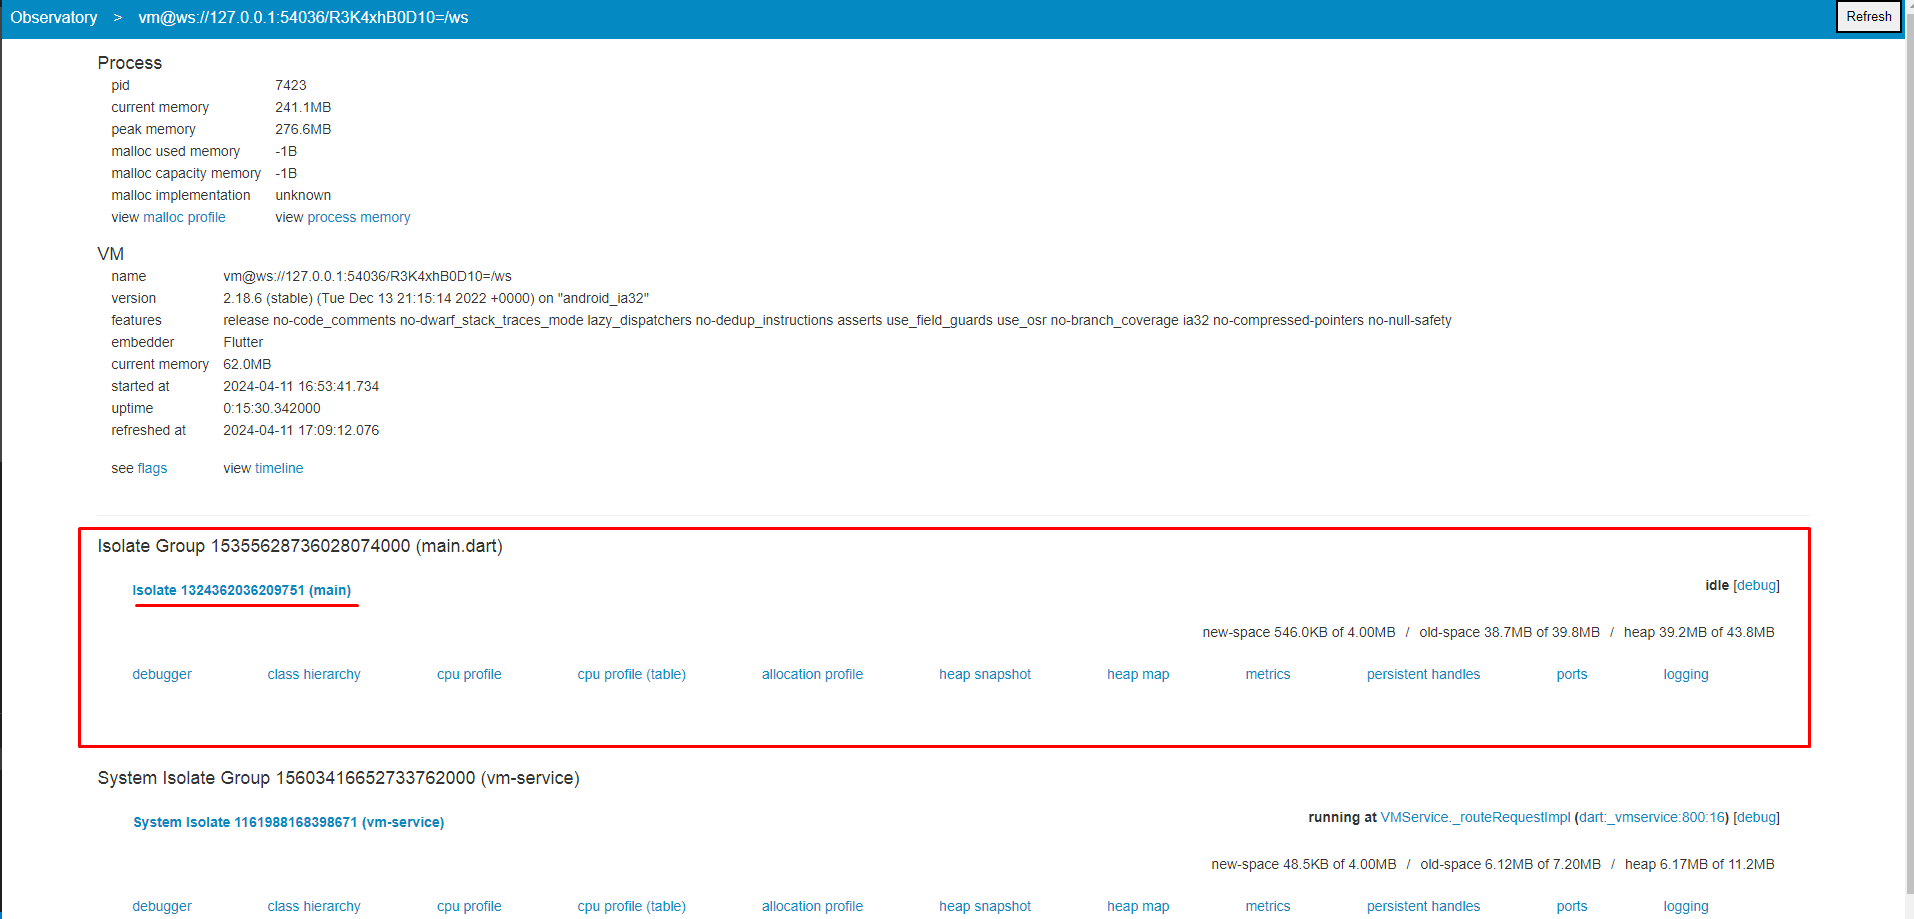 Observatory > vm@ws://127.0.0.1:54036/R3K4xhB0D10=/ws Refresh
Process
pid 7423
current memory 241.1MB
peak memory 276.6MB
malloc used memory -1B
malloc capacity memory -1B
malloc implementation unknown
view malloc profile view process memory
VM
name vm@ws://127.0.0.1:54036/R3K4xhB0D10=/ws
version 2.18.6 (stable) (Tue Dec 13 21:15:14 2022 +0000) on "android_ia32"
features release no-code_comments no-dwarf_stack_traces_mode lazy_dispatchers no-dedup_instructions asserts use_field_guards use_osr no-branch_coverage ia32 no-compressed-pointers no-null-safety
embedder Flutter
current memory 62.0MB
started at 2024-04-11 16:53:41.734
uptime 0:15:30.342000
refreshed at 2024-04-11 17:09:12.076
see flags view timeline
Isolate Group 15355628736028074000 (main.dart)
Isolate 1324362036209751 (main) idle [debug]
new-space 546.0KB of 4.00MB / old-space 38.7MB of 39.8MB / heap 39.2MB of 43.8MB
debugger class hierarchy cpu profile cpu profile (table) allocation profile heap snapshot heap map metrics persistent handles ports logging
System Isolate Group 15603416652733762000 (vm-service)
System Isolate 1161988168398671 (vm-service) running at VMService._routeRequestImpl (dart:_vmservice:800:16) [debug]
new-space 48.5KB of 4.00MB / old-space 6.12MB of 7.20MB / heap 6.17MB of 11.2MB
debugger class hierarchy cpu profile cpu profile (table) allocation profile heap snapshot heap map metrics persistent handles ports logging